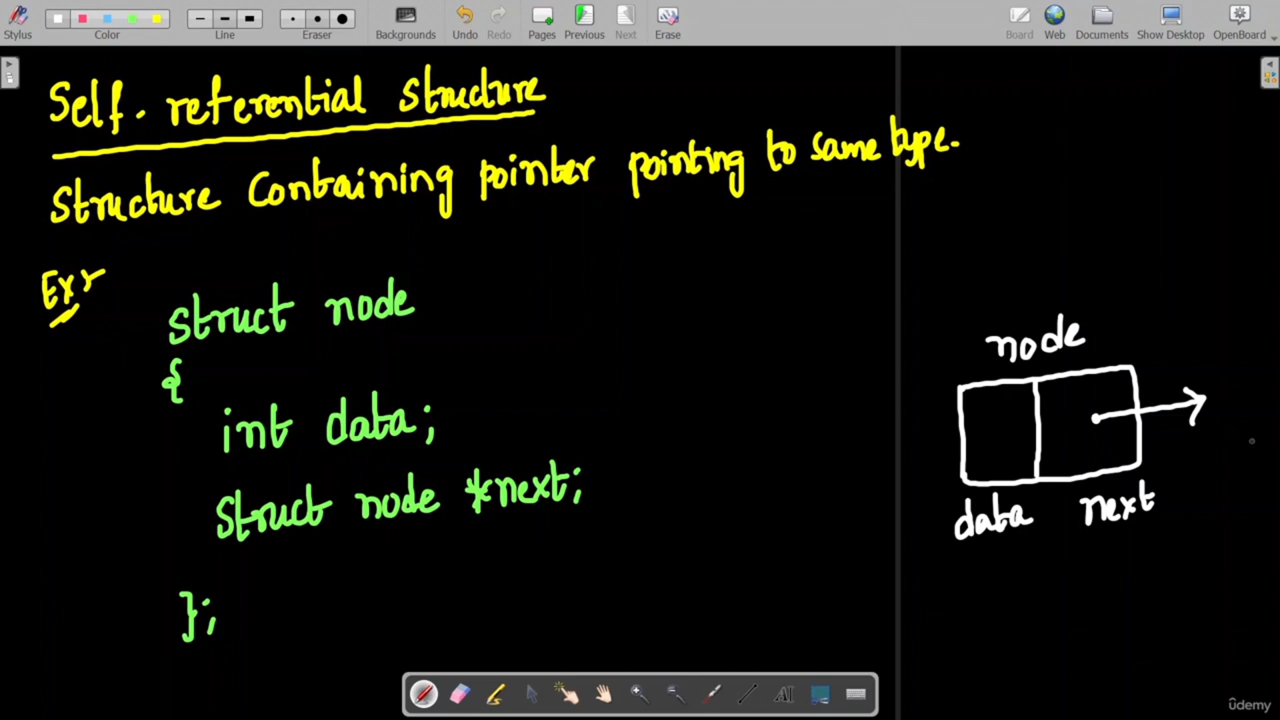 Stylus
Color
Line
Eraser
Backgrounds
Undo
Redo
Pages
Previous
Next
Erase
Board
Web
Documents
Show Desktop
OpenBoard
Self-referential Structure
Structure Containing pointer pointing to same type.
Ex:
struct node
{
int data;
Struct node *next;
};
node
data next
AI
ûdemy